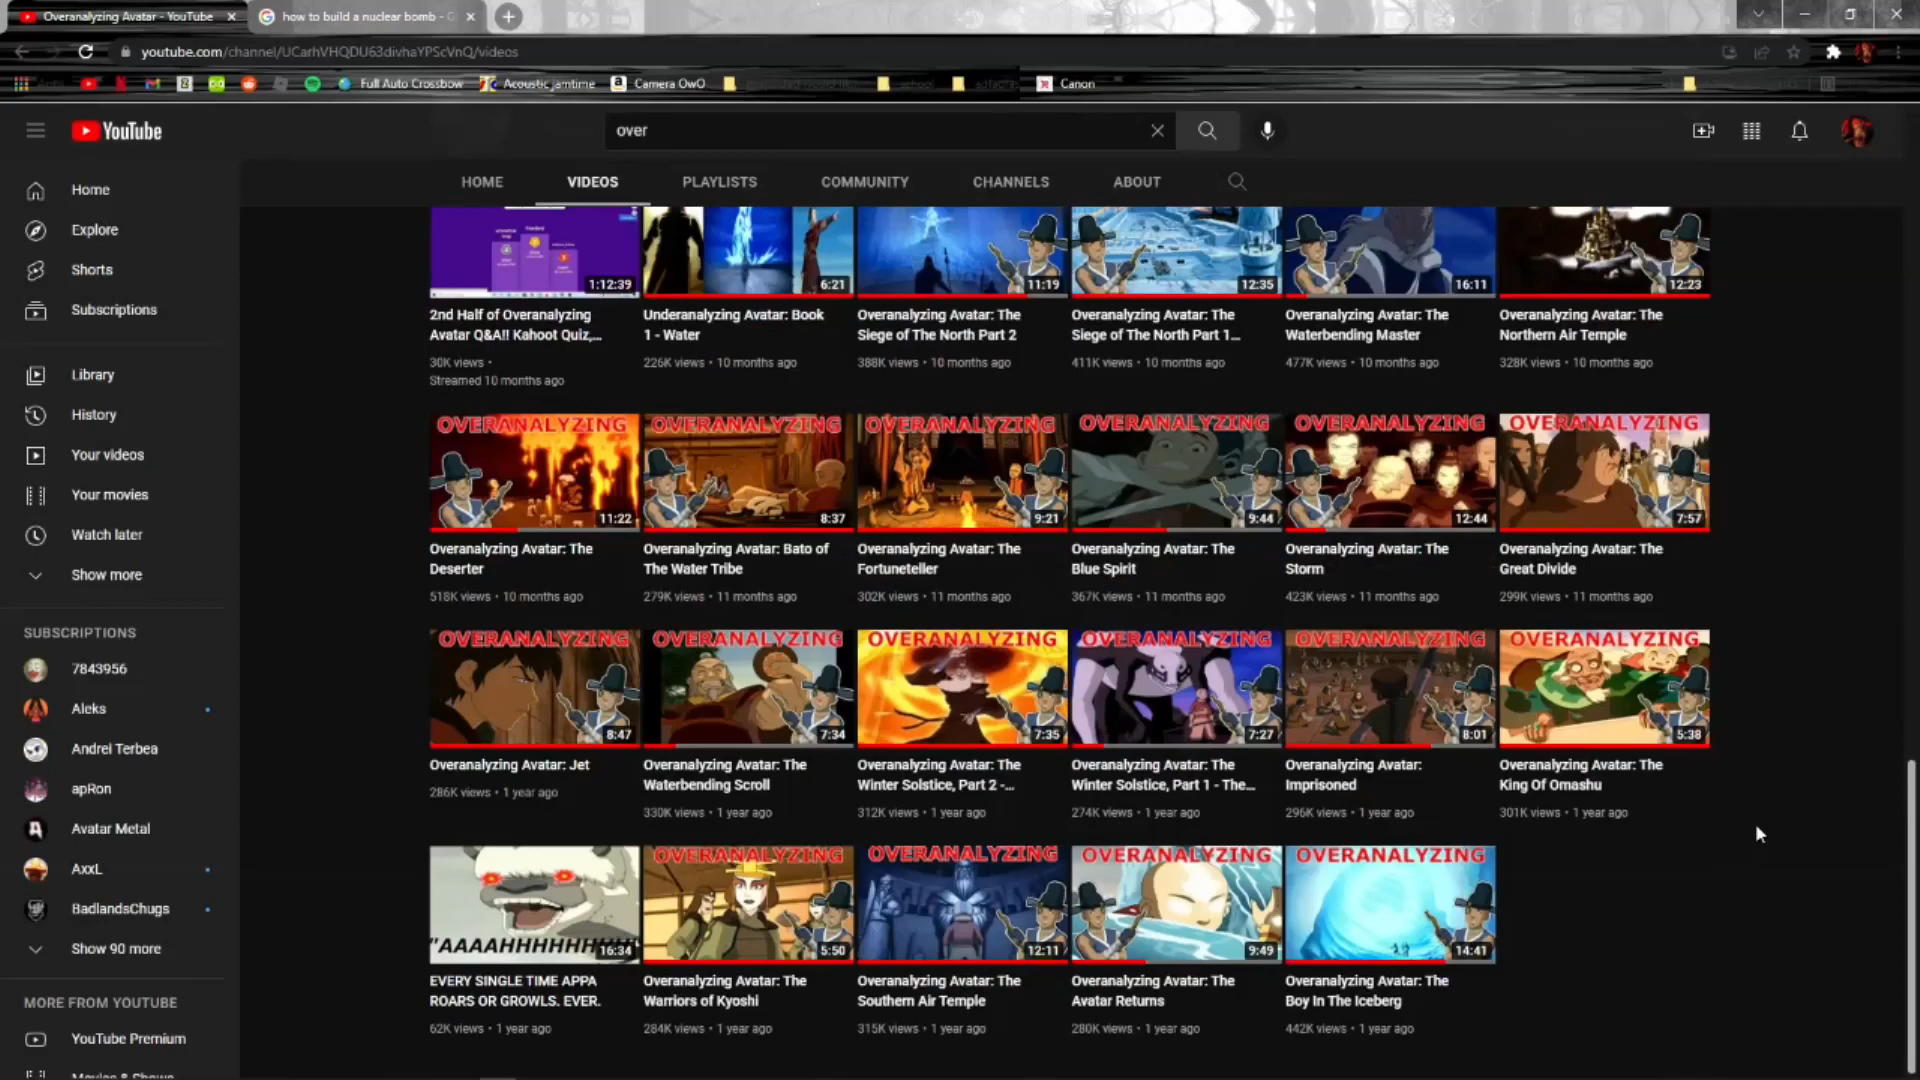 Overanalyzing Avatar - YouTube
how to build a nuclear bomb - G
youtube.com/channel/UCarhVHQDU63divhaYPScVnQ/videos
Full Auto Crossbow
Acoustic jamtime
Camera OwO
Canon
YouTube
over
HOME
VIDEOS
PLAYLISTS
COMMUNITY
CHANNELS
ABOUT
Home
Explore
Shorts
Subscriptions
Library
History
Your videos
Your movies
Watch later
Show more
SUBSCRIPTIONS
7843956
Aleks
Andrei Terbea
apRon
Avatar Metal
AxxL
BadlandsChugs
Show 90 more
MORE FROM YOUTUBE
YouTube Premium
Movies & Shows
1:12:39
2nd Half of Overanalyzing
Avatar Q&A!! Kahoot Quiz,...
30K views •
Streamed 10 months ago
6:21
Underanalyzing Avatar: Book
1 - Water
226K views • 10 months ago
11:19
Overanalyzing Avatar: The
Siege of The North Part 2
388K views • 10 months ago
12:35
Overanalyzing Avatar: The
Siege of The North Part 1...
411K views • 10 months ago
16:11
Overanalyzing Avatar: The
Waterbending Master
477K views • 10 months ago
12:23
Overanalyzing Avatar: The
Northern Air Temple
328K views • 10 months ago
OVERANALYZING
11:22
Overanalyzing Avatar: The
Deserter
518K views • 10 months ago
OVERANALYZING
8:37
Overanalyzing Avatar: Bato of
The Water Tribe
279K views • 11 months ago
OVERANALYZING
9:21
Overanalyzing Avatar: The
Fortuneteller
302K views • 11 months ago
OVERANALYZING
9:44
Overanalyzing Avatar: The
Blue Spirit
367K views • 11 months ago
OVERANALYZING
12:44
Overanalyzing Avatar: The
Storm
423K views • 11 months ago
OVERANALYZING
7:57
Overanalyzing Avatar: The
Great Divide
299K views • 11 months ago
OVERANALYZING
8:47
Overanalyzing Avatar: Jet
286K views • 1 year ago
OVERANALYZING
7:34
Overanalyzing Avatar: The
Waterbending Scroll
330K views • 1 year ago
OVERANALYZING
7:35
Overanalyzing Avatar: The
Winter Solstice, Part 2 -...
312K views • 1 year ago
OVERANALYZING
7:27
Overanalyzing Avatar: The
Winter Solstice, Part 1 - The...
274K views • 1 year ago
OVERANALYZING
8:01
Overanalyzing Avatar:
Imprisoned
296K views • 1 year ago
OVERANALYZING
5:38
Overanalyzing Avatar: The
King Of Omashu
301K views • 1 year ago
"AAAAHHHHHHH
16:34
EVERY SINGLE TIME APPA
ROARS OR GROWLS. EVER.
62K views • 1 year ago
OVERANALYZING
5:50
Overanalyzing Avatar: The
Warriors of Kyoshi
284K views • 1 year ago
OVERANALYZING
12:11
Overanalyzing Avatar: The
Southern Air Temple
315K views • 1 year ago
OVERANALYZING
9:49
Overanalyzing Avatar: The
Avatar Returns
280K views • 1 year ago
OVERANALYZING
14:41
Overanalyzing Avatar: The
Boy In The Iceberg
442K views • 1 year ago